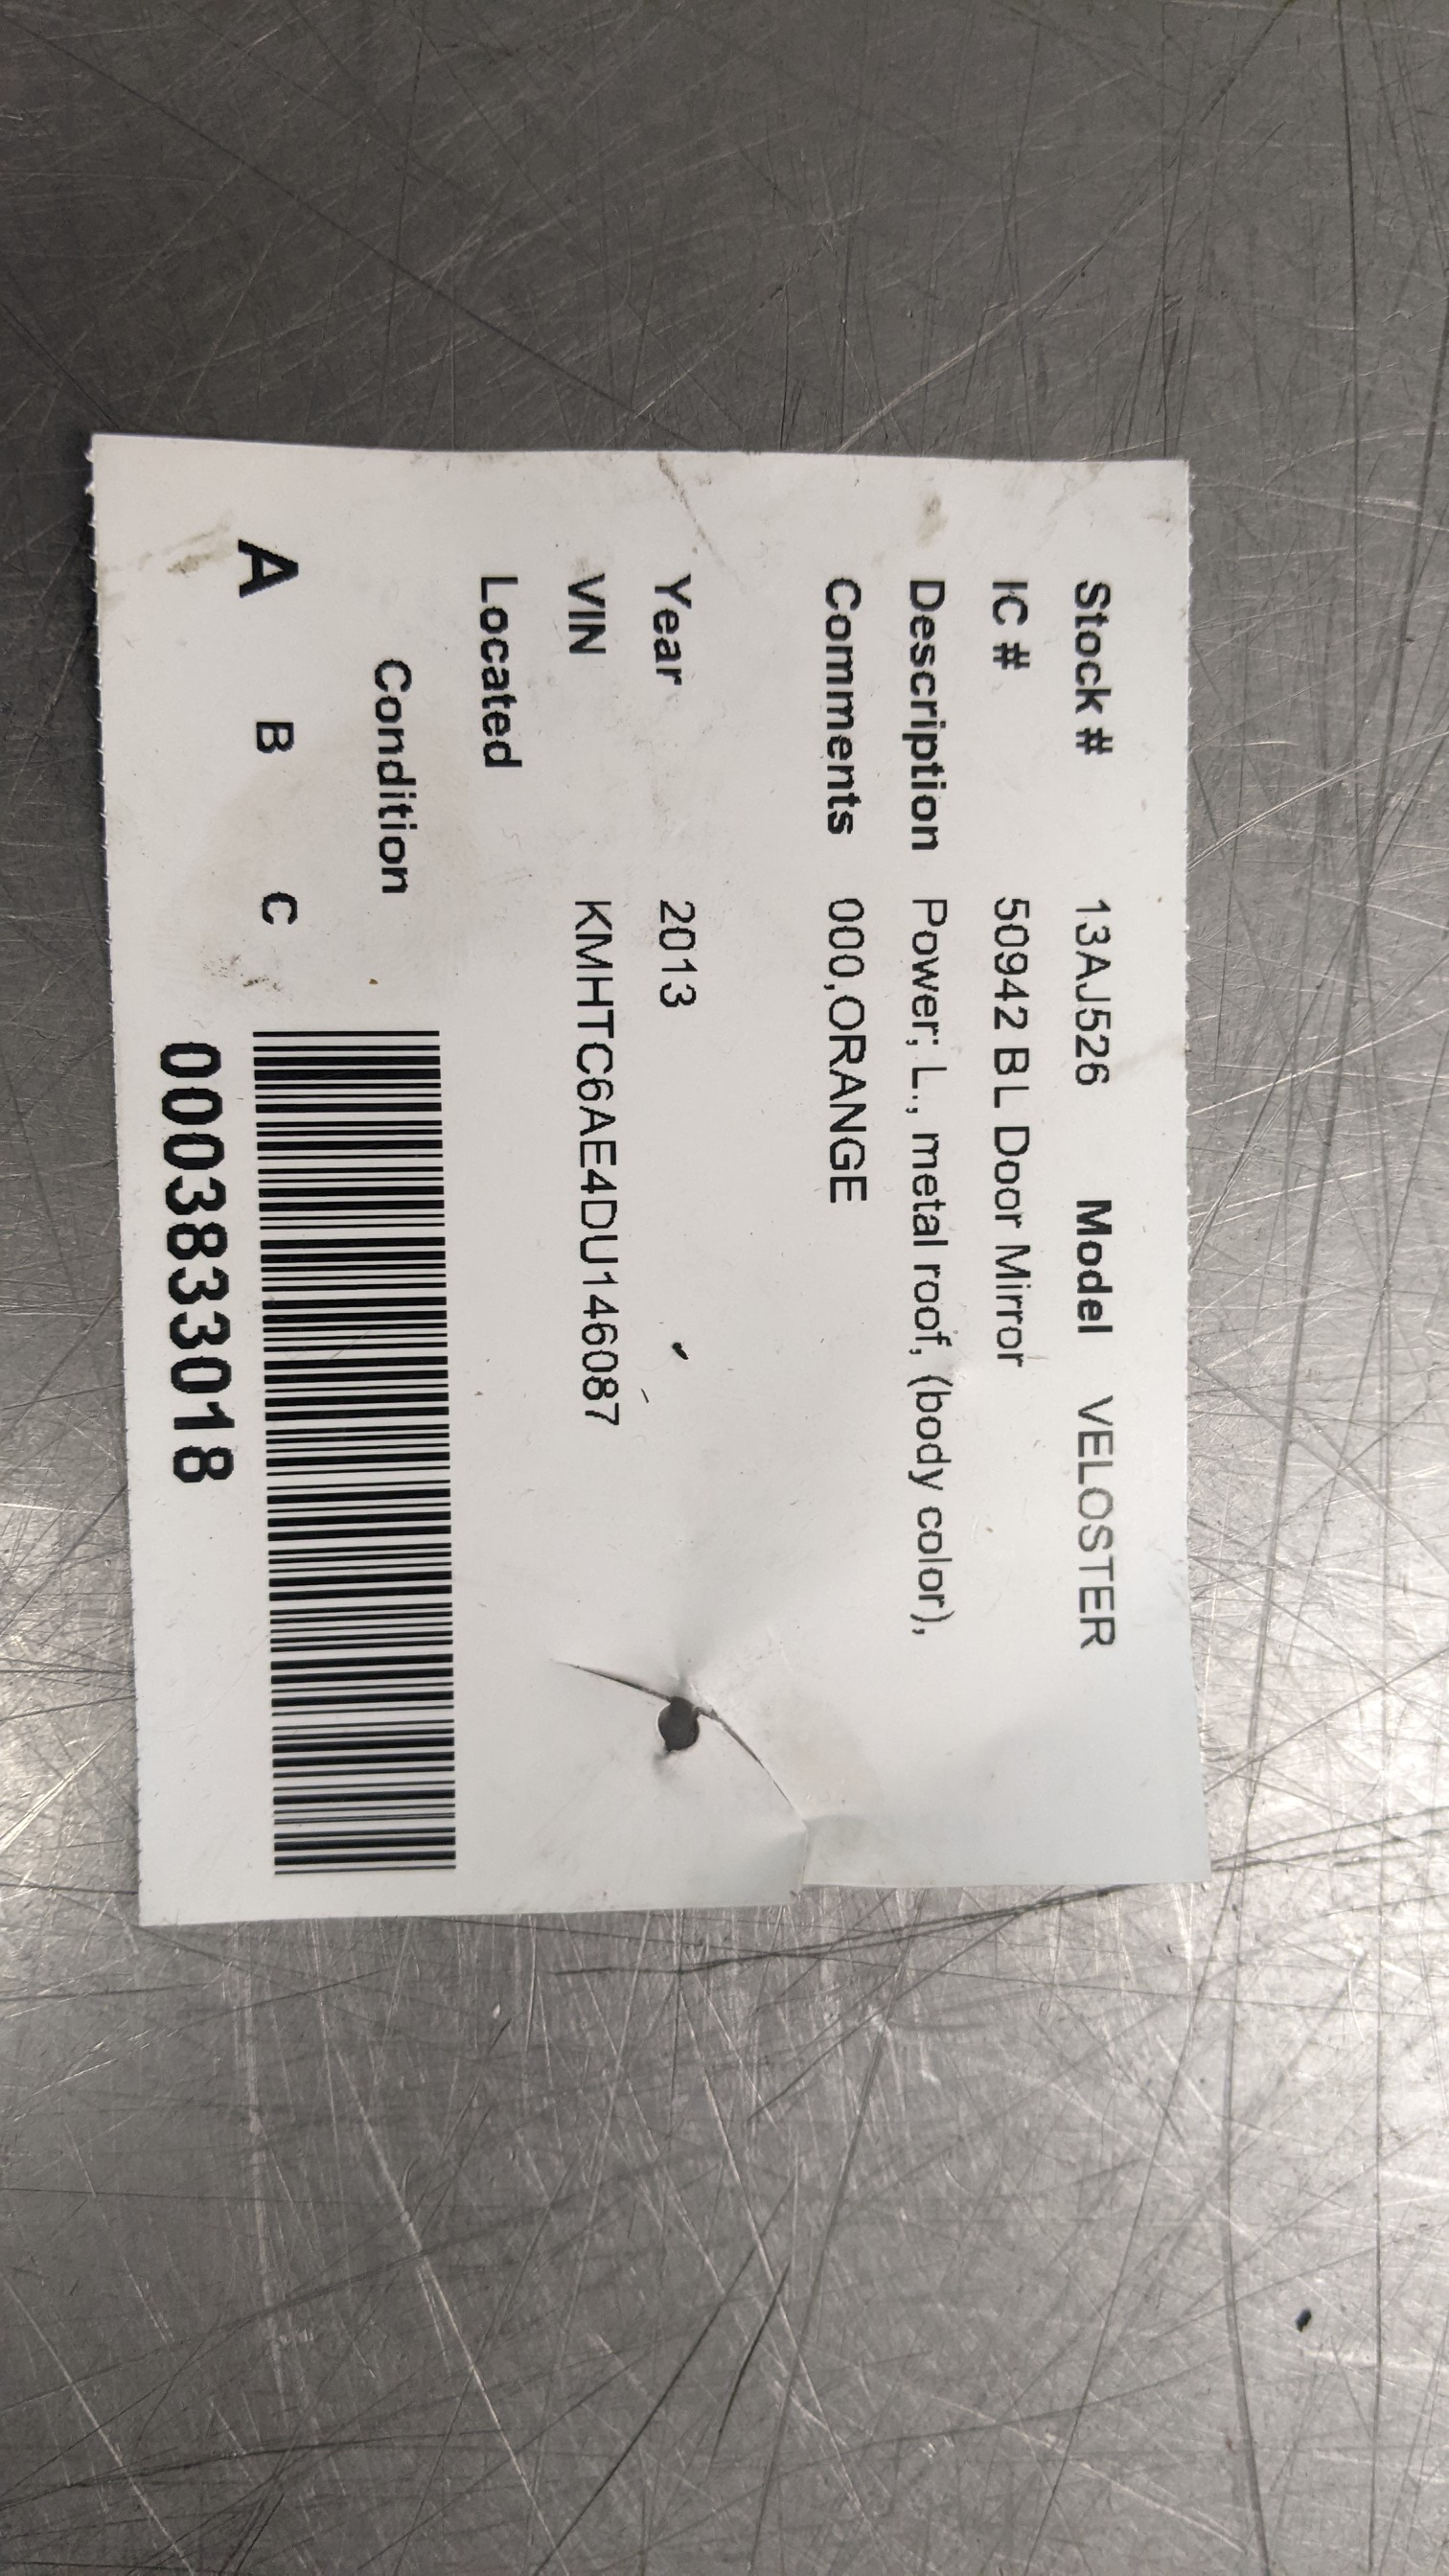 Stock # 13AJ526 Model VELOSTER
IC # 50942 BL Door Mirror
Description Power; L., metal roof, (body color),
Comments 000,ORANGE
Year 2013
VIN KMHTC6AE4DU146087
Located
Condition
A B C
0003833018